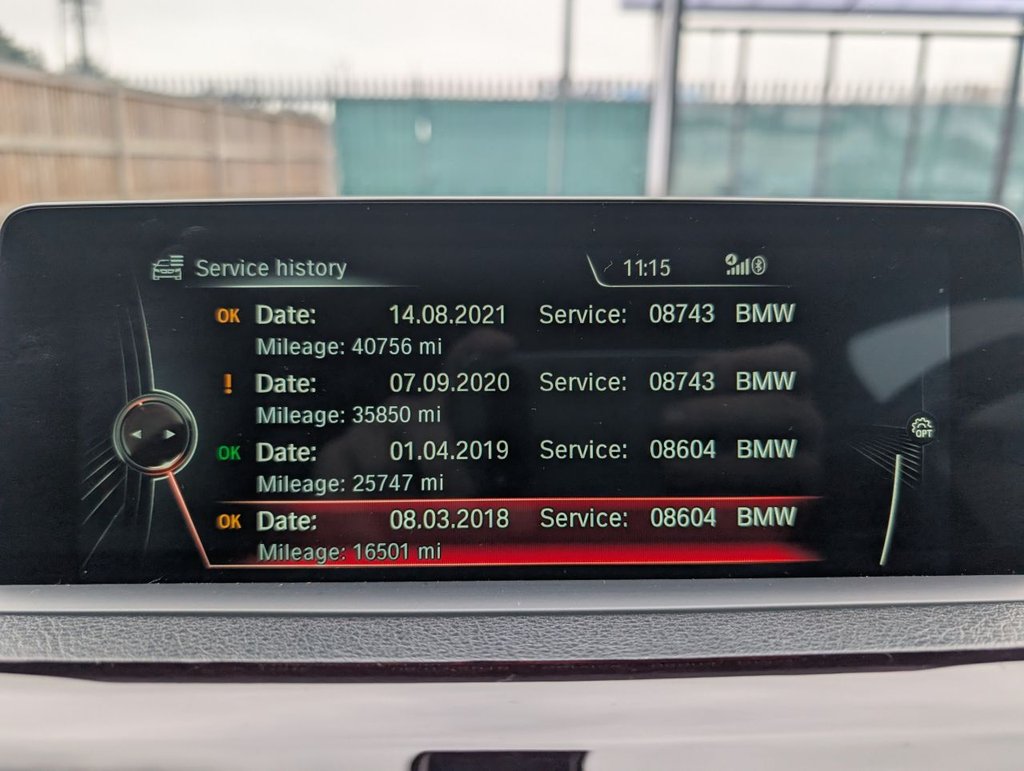 Service history 11:15
OK Date: 14.08.2021 Service: 08743 BMW
Mileage: 40756 mi
! Date: 07.09.2020 Service: 08743 BMW
Mileage: 35850 mi
OK Date: 01.04.2019 Service: 08604 BMW
Mileage: 25747 mi
OPT
OK Date: 08.03.2018 Service: 08604 BMW
Mileage: 16501 mi